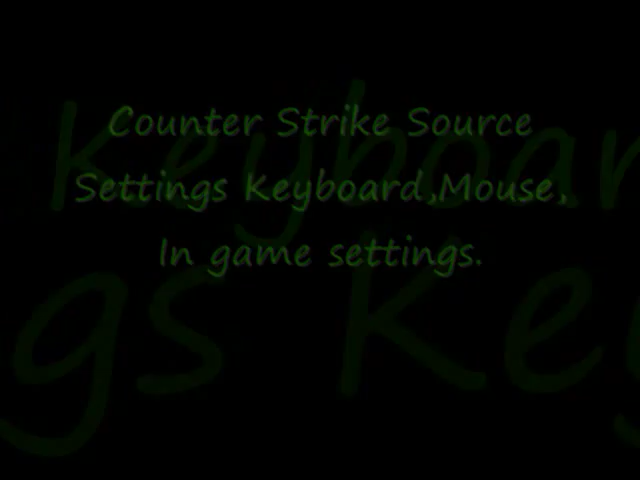 Counter Strike Source
Settings Keyboard,Mouse,
In game settings.